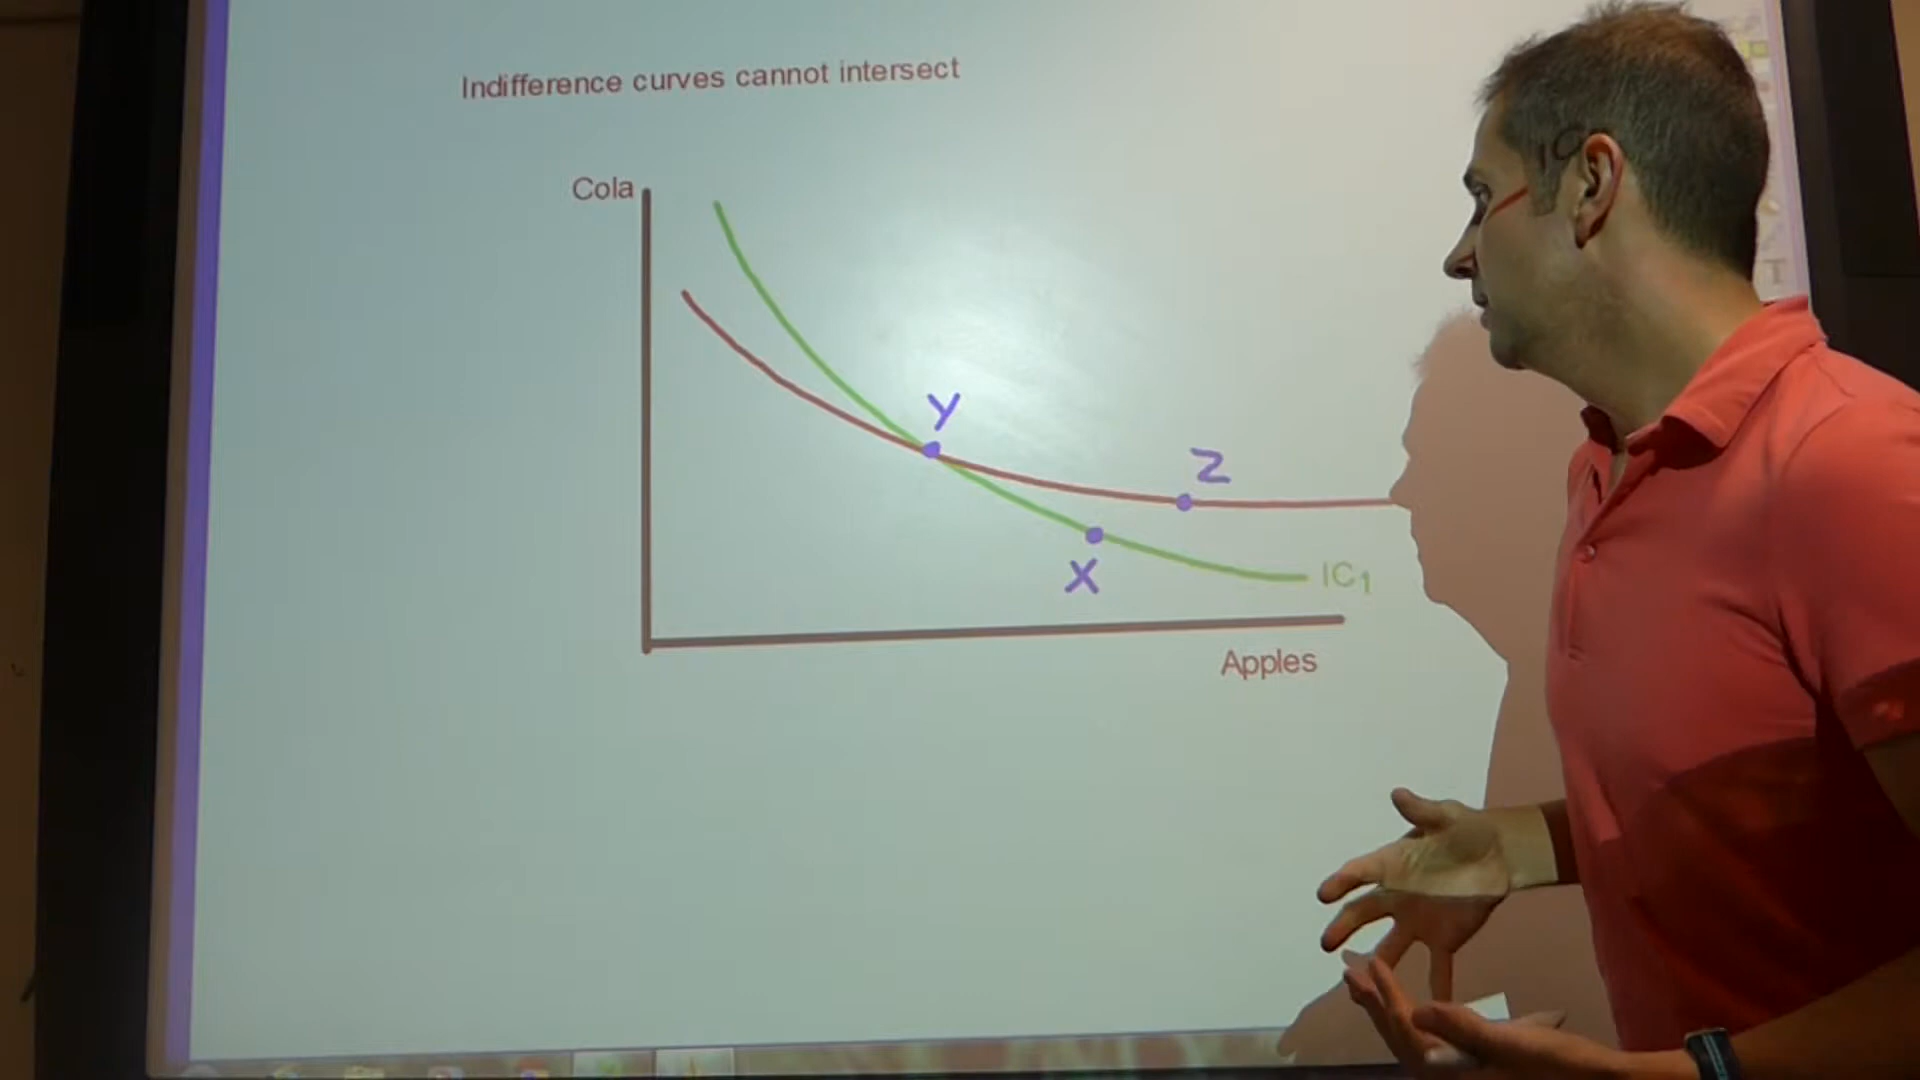 Indifference curves cannot intersect
Cola
Y
Z
X
IC1
Apples